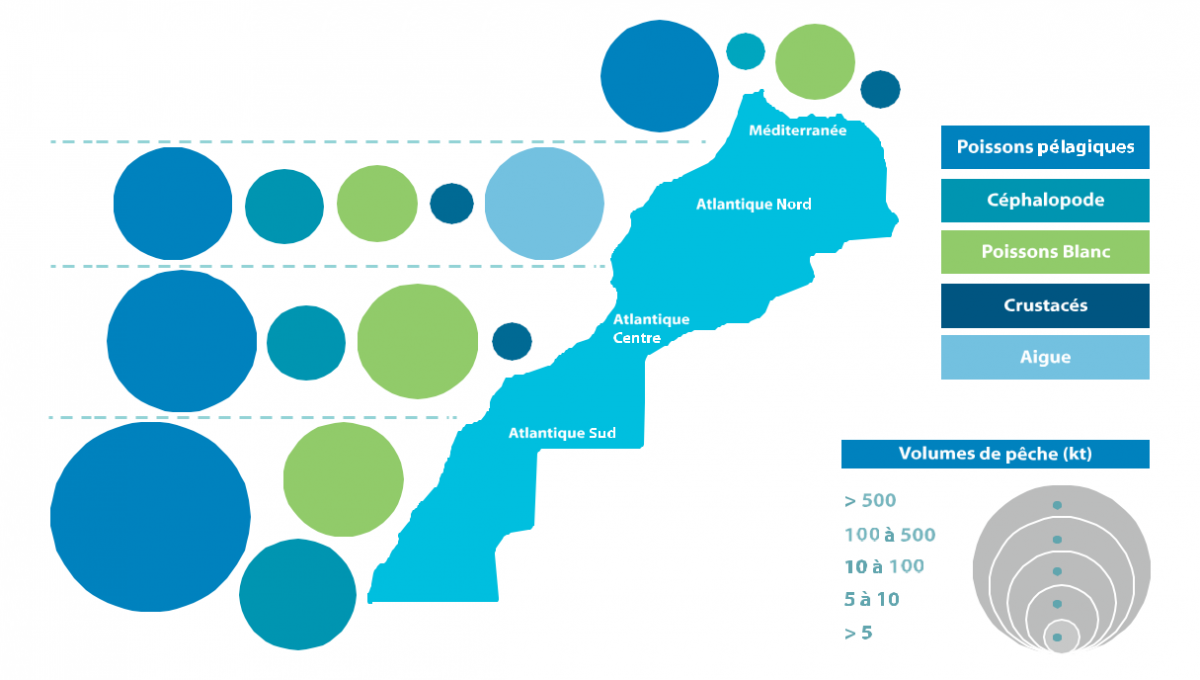 Méditerranée
Atlantique Nord
Atlantique
Centre
Atlantique Sud
Poissons pélagiques
Céphalopode
Poissons Blanc
Crustacés
Aigue
Volumes de pêche (kt)
> 500
100 à 500
10 à 100
5 à 10
> 5